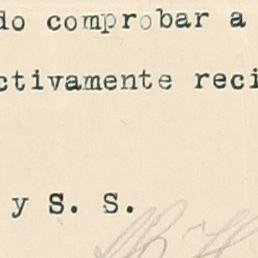 do comprobar a
ctivamente reci
y S. S.